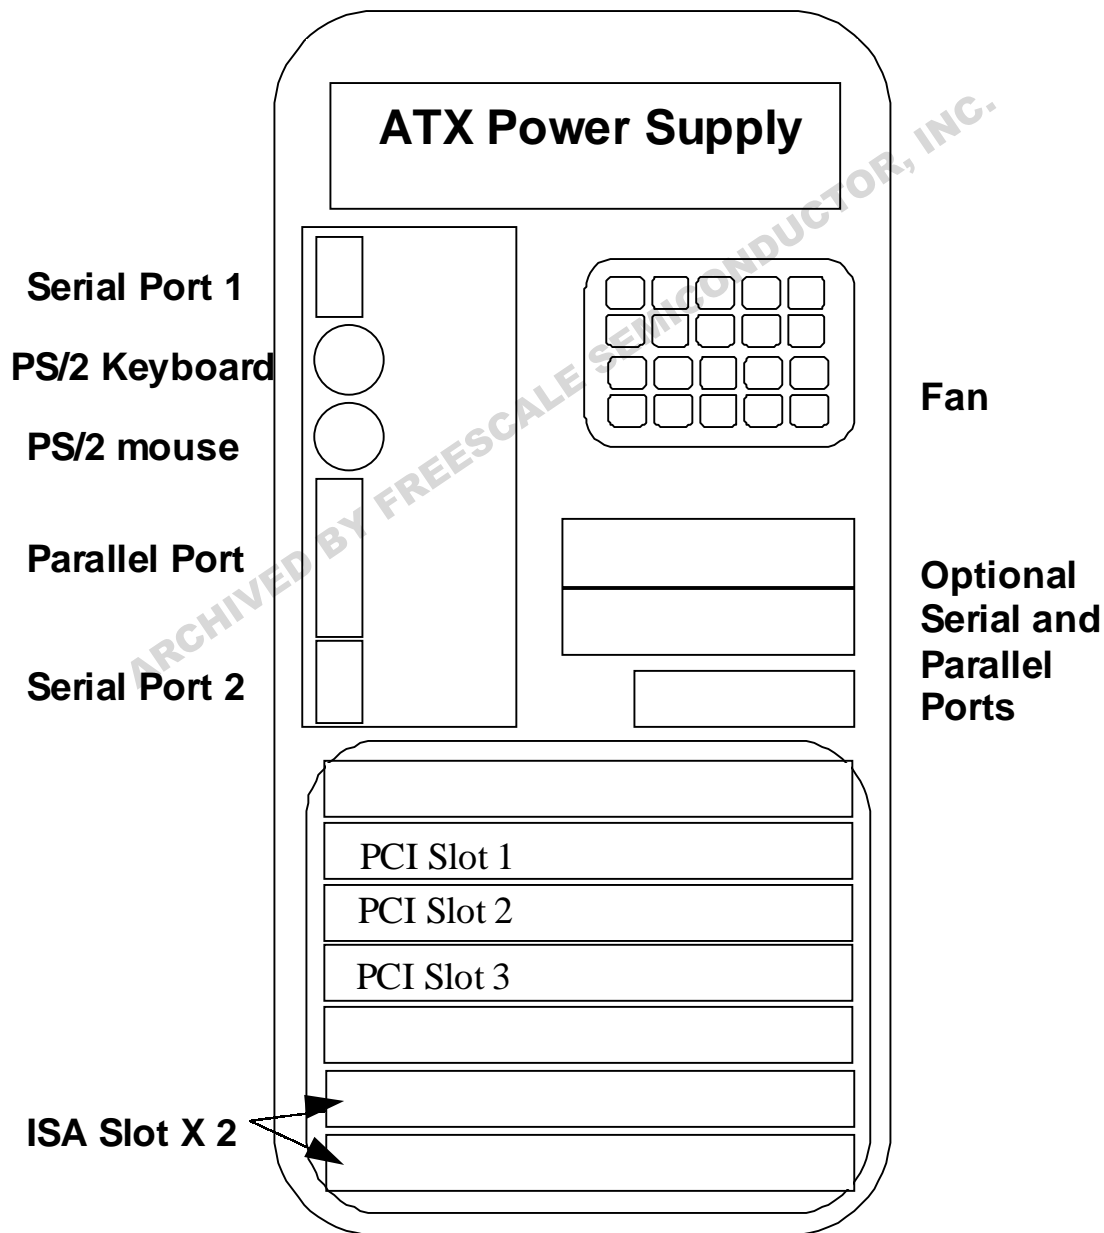 ATX Power Supply
ARCHIVED BY FREESCALE SEMICONDUCTOR, INC.
Serial Port 1
PS/2 Keyboard
PS/2 mouse
Parallel Port
Serial Port 2
Fan
Optional
Serial and
Parallel
Ports
PCI Slot 1
PCI Slot 2
PCI Slot 3
ISA Slot X 2